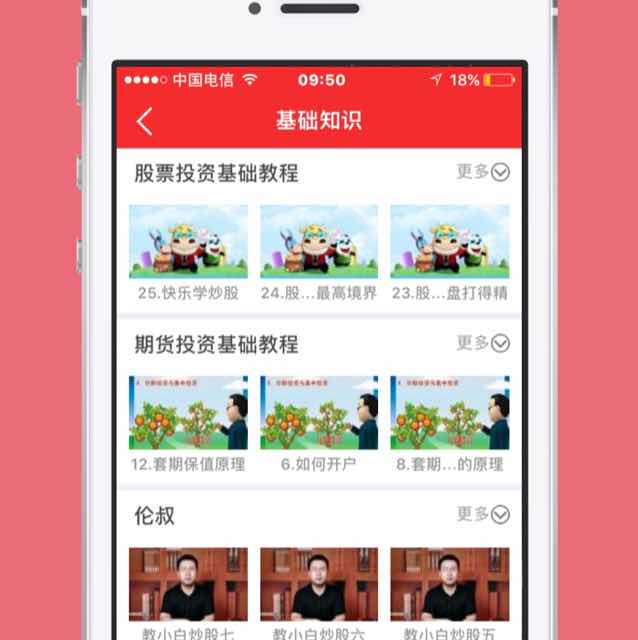 中国电信 09:50 18%
基础知识
股票投资基础教程 更多
25.快乐学炒股 24.股...最高境界 23.股...盘打得精
期货投资基础教程 更多
12.套期保值原理 6.如何开户 8.套期...的原理
伦叔 更多
教小白炒股七 教小白炒股六 教小白炒股五